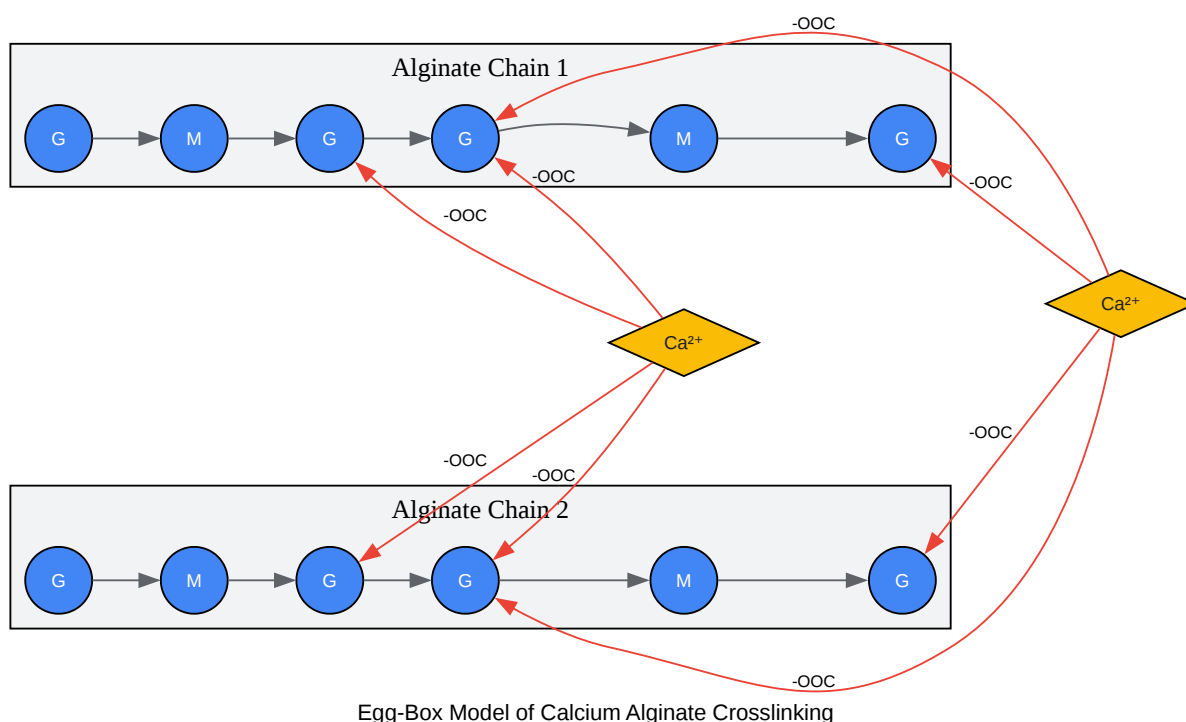 -OOC
Alginate Chain 1
G
M
G
G
M
G
-OOC
-OOC
-OOC
Ca²⁺
Ca²⁺
-OOC
-OOC
-OOC
Alginate Chain 2
G
M
G
G
M
G
-OOC
Egg-Box Model of Calcium Alginate Crosslinking